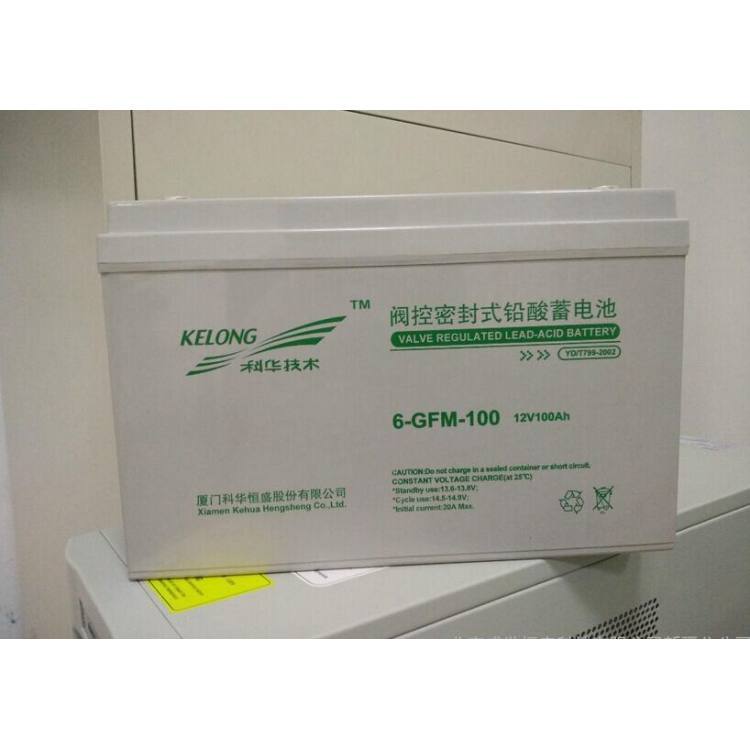 KELONG
科华技术
TM
阀控密封式铅酸蓄电池
VALVE REGULATED LEAD-ACID BATTERY
YD/T799-2002
6-GFM-100 12V100Ah
CAUTION:Do not charge in a sealed container or short circuit.
CONSTANT VOLTAGE CHARGE(at 25℃)
*Standby use:13.6-13.8V;
*Cycle use:14.5-14.9V;
*Initial current:20A Max.
厦门科华恒盛股份有限公司
Xiamen Kehua Hengsheng Co.,Ltd.